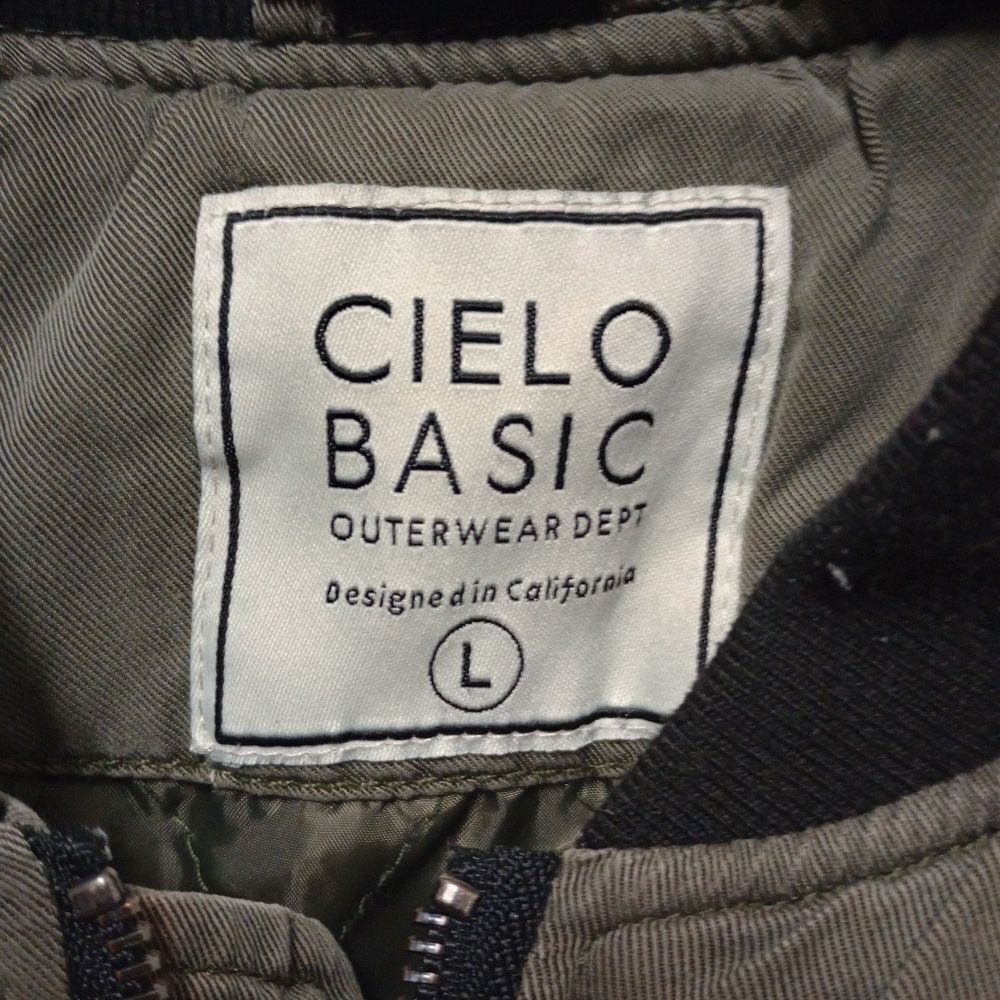 CIELO
BASIC
OUTERWEAR DEPT
Designed in California
L